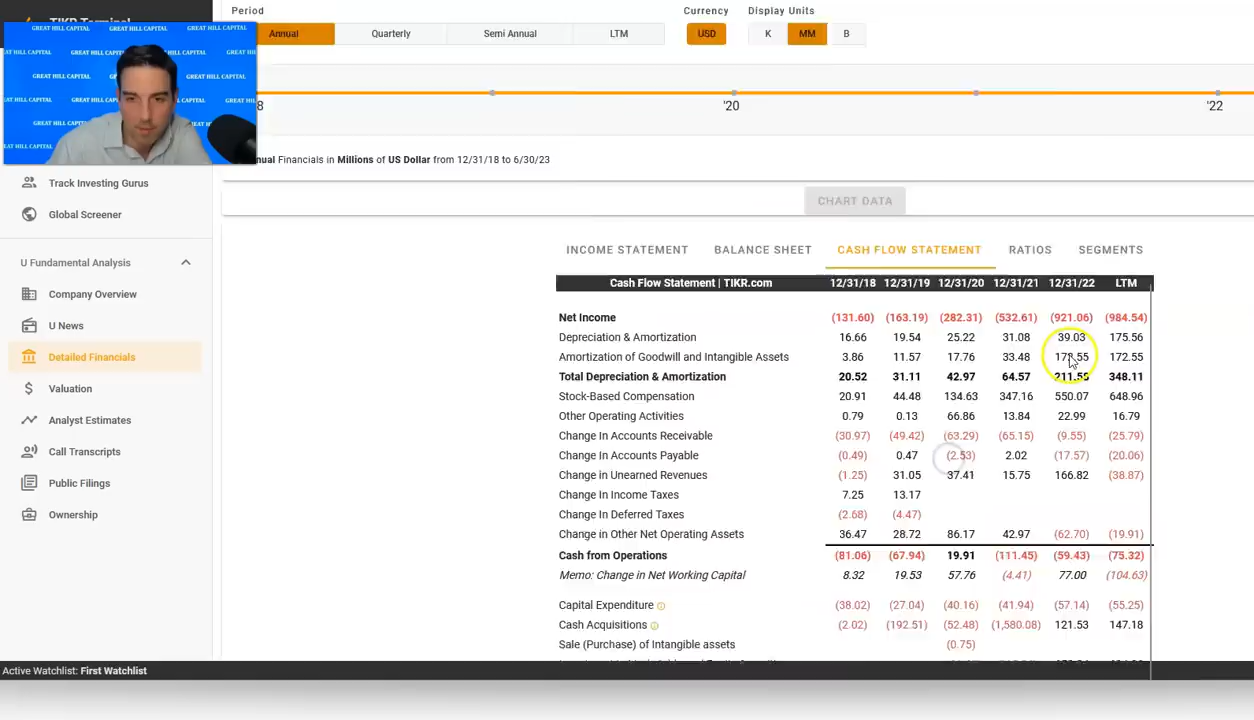 TIKR Terminal
Period
Currency
Display Units
Annual
Quarterly
Semi Annual
LTM
USD
K
MM
B
GREAT HILL CAPITAL
8
'20
'22
nual Financials in Millions of US Dollar from 12/31/18 to 6/30/23
Track Investing Gurus
Global Screener
U Fundamental Analysis
Company Overview
U News
Detailed Financials
Valuation
Analyst Estimates
Call Transcripts
Public Filings
Ownership
CHART DATA
INCOME STATEMENT BALANCE SHEET CASH FLOW STATEMENT RATIOS SEGMENTS
Cash Flow Statement | TIKR.com 12/31/18 12/31/19 12/31/20 12/31/21 12/31/22 LTM
Net Income (131.60) (163.19) (282.31) (532.61) (921.06) (984.54)
Depreciation & Amortization 16.66 19.54 25.22 31.08 39.03 175.56
Amortization of Goodwill and Intangible Assets 3.86 11.57 17.76 33.48 172.55 172.55
Total Depreciation & Amortization 20.52 31.11 42.97 64.57 211.58 348.11
Stock-Based Compensation 20.91 44.48 134.63 347.16 550.07 648.96
Other Operating Activities 0.79 0.13 66.86 13.84 22.99 16.79
Change In Accounts Receivable (30.97) (49.42) (63.29) (65.15) (9.55) (25.79)
Change In Accounts Payable (0.49) 0.47 (2.53) 2.02 (17.57) (20.06)
Change in Unearned Revenues (1.25) 31.05 37.41 15.75 166.82 (38.87)
Change In Income Taxes 7.25 13.17
Change In Deferred Taxes (2.68) (4.47)
Change in Other Net Operating Assets 36.47 28.72 86.17 42.97 (62.70) (19.91)
Cash from Operations (81.06) (67.94) 19.91 (111.45) (59.43) (75.32)
Memo: Change in Net Working Capital 8.32 19.53 57.76 (4.41) 77.00 (104.63)
Capital Expenditure (38.02) (27.04) (40.16) (41.94) (57.14) (55.25)
Cash Acquisitions (2.02) (192.51) (52.48) (1,580.08) 121.53 147.18
Sale (Purchase) of Intangible assets (0.75)
Active Watchlist: First Watchlist